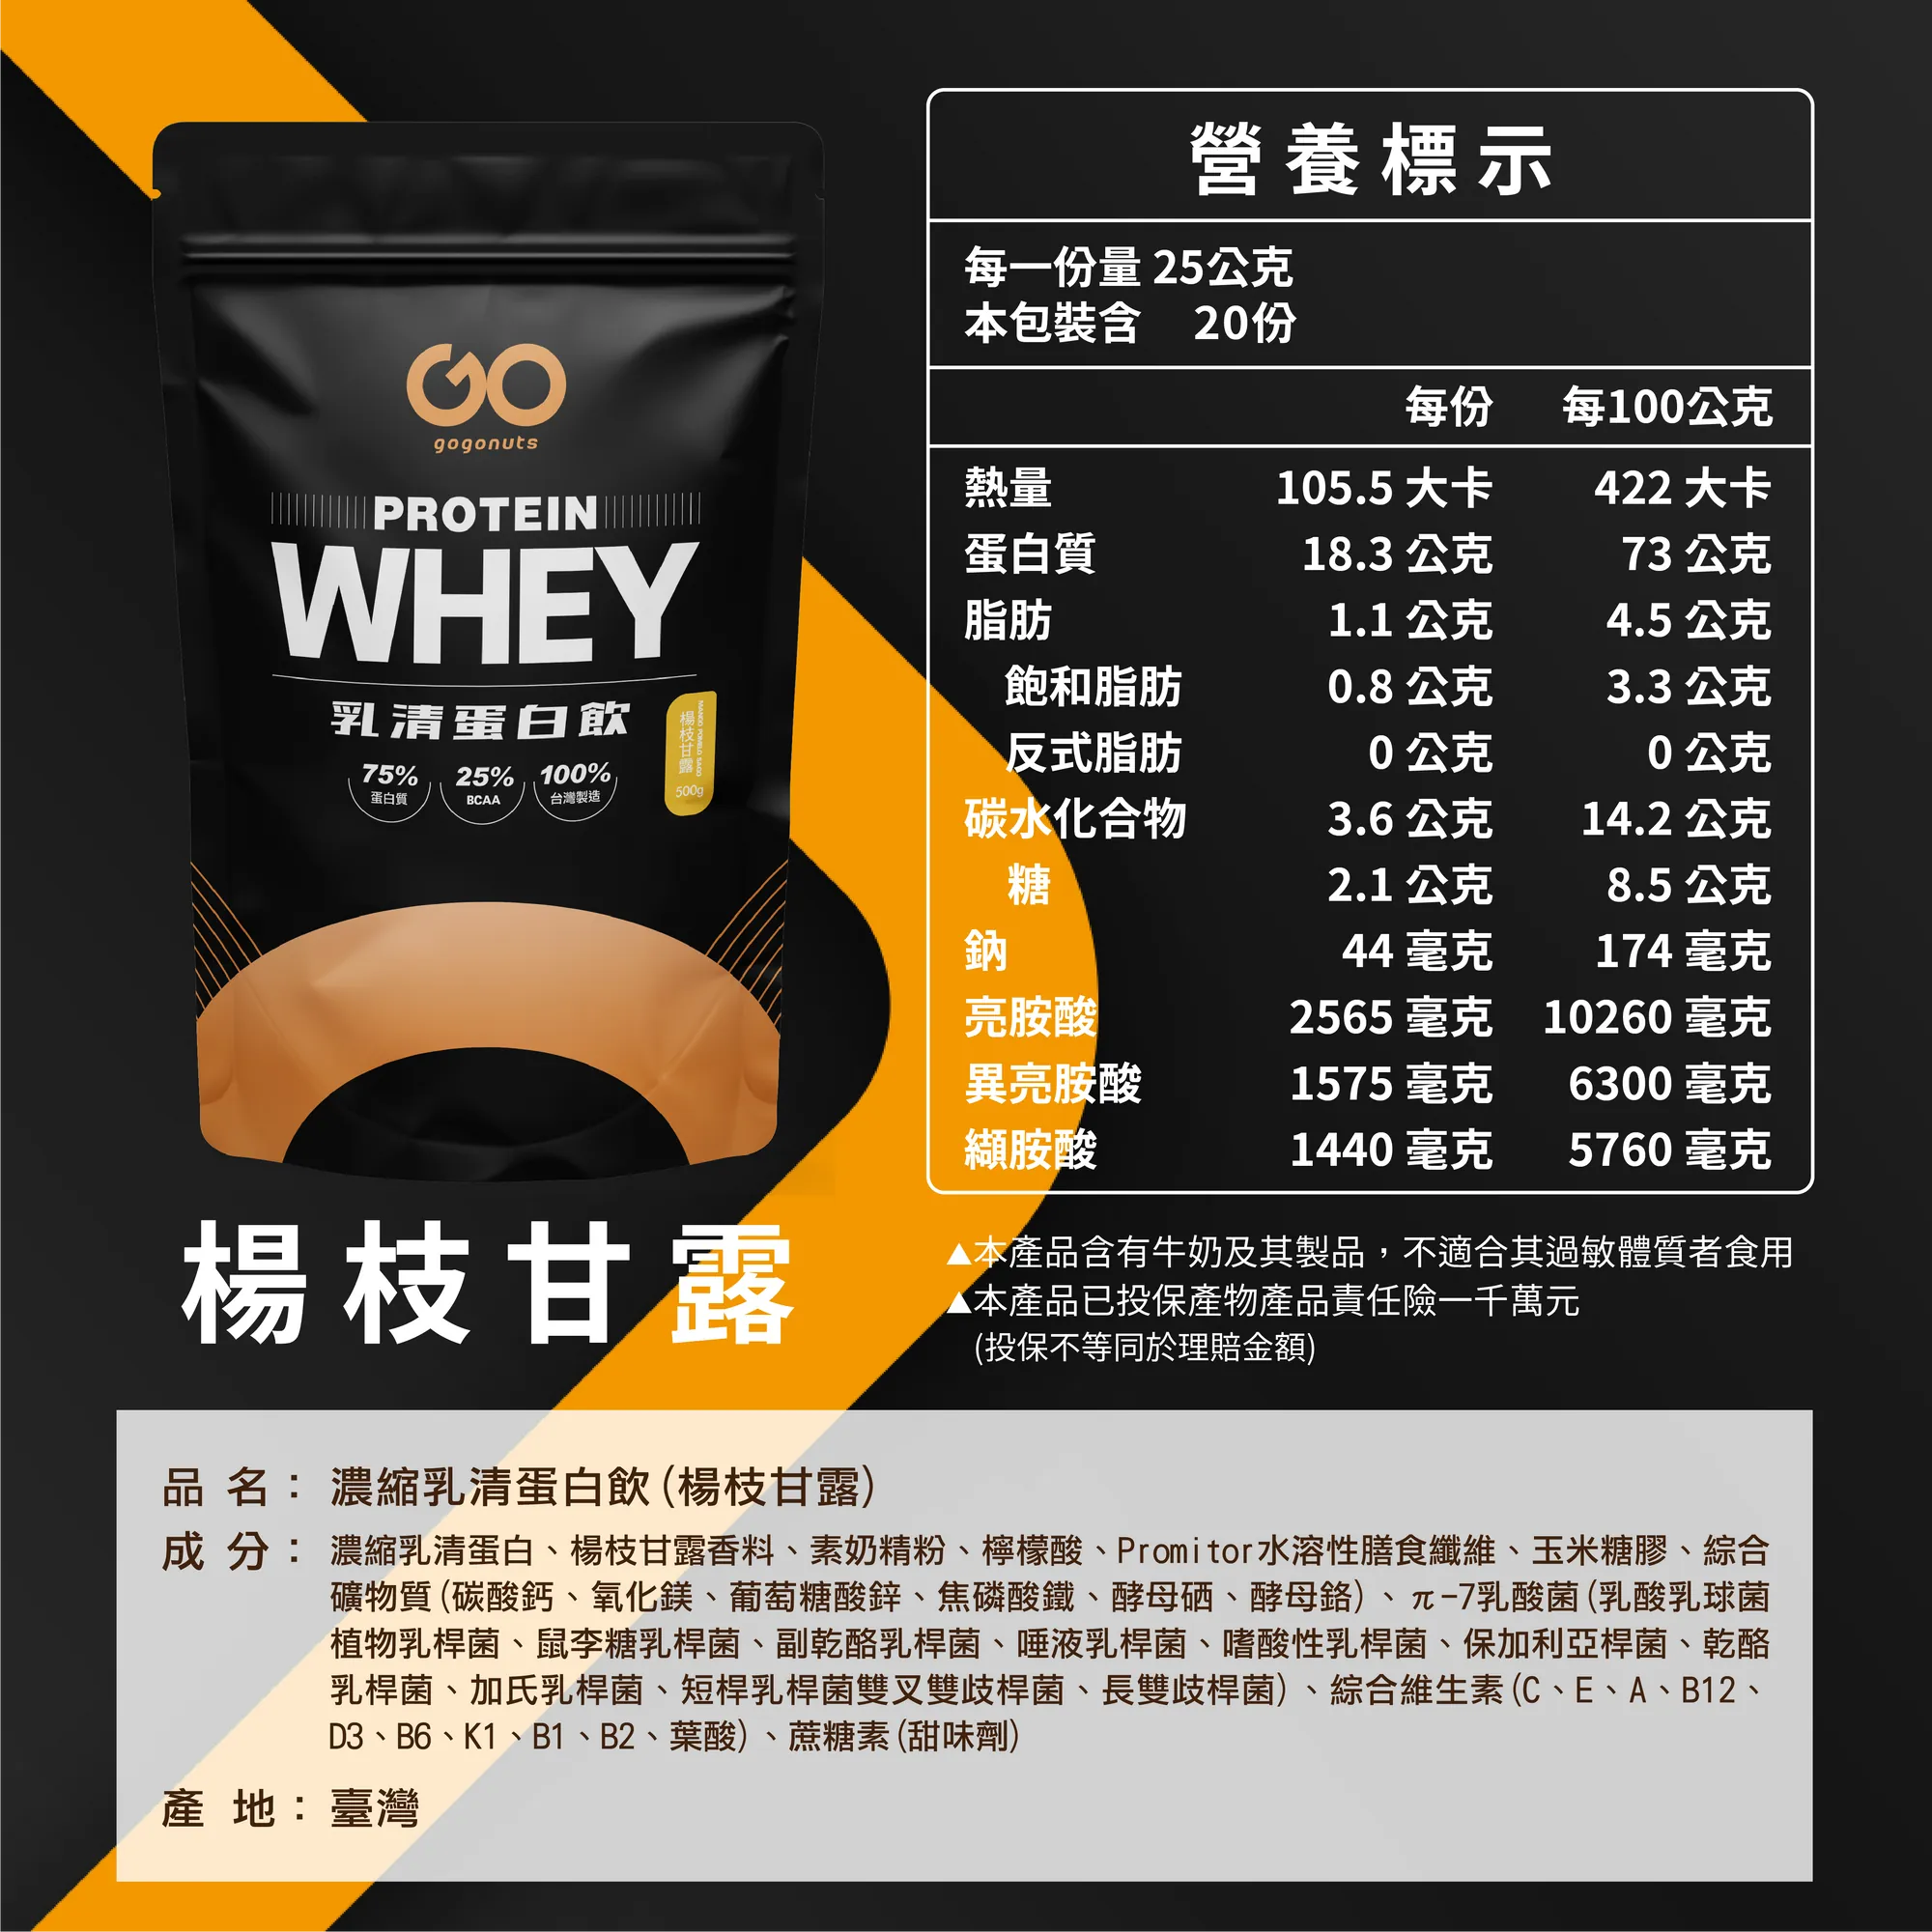 GO
gogonuts
PROTEIN
WHEY
乳清蛋白飲
75%
蛋白質
25%
BCAA
100%
台灣製造
楊枝甘露
MANGO POMELO SAGO
500g
楊枝甘露
營養標示
每一份量 25公克
本包裝含 20份
每份 每100公克
熱量 105.5 大卡 422 大卡
蛋白質 18.3 公克 73 公克
脂肪 1.1 公克 4.5 公克
飽和脂肪 0.8 公克 3.3 公克
反式脂肪 0 公克 0 公克
碳水化合物 3.6 公克 14.2 公克
糖 2.1 公克 8.5 公克
鈉 44 毫克 174 毫克
亮胺酸 2565 毫克 10260 毫克
異亮胺酸 1575 毫克 6300 毫克
纈胺酸 1440 毫克 5760 毫克
▲本產品含有牛奶及其製品，不適合其過敏體質者食用
▲本產品已投保產物產品責任險一千萬元
(投保不等同於理賠金額)
品 名： 濃縮乳清蛋白飲(楊枝甘露)
成 分： 濃縮乳清蛋白、楊枝甘露香料、素奶精粉、檸檬酸、Promitor水溶性膳食纖維、玉米糖膠、綜合
礦物質(碳酸鈣、氧化鎂、葡萄糖酸鋅、焦磷酸鐵、酵母硒、酵母鉻)、π-7乳酸菌(乳酸乳球菌
植物乳桿菌、鼠李糖乳桿菌、副乾酪乳桿菌、唾液乳桿菌、嗜酸性乳桿菌、保加利亞桿菌、乾酪
乳桿菌、加氏乳桿菌、短桿乳桿菌雙叉雙歧桿菌、長雙歧桿菌)、綜合維生素(C、E、A、B12、
D3、B6、K1、B1、B2、葉酸)、蔗糖素(甜味劑)
產 地：臺灣